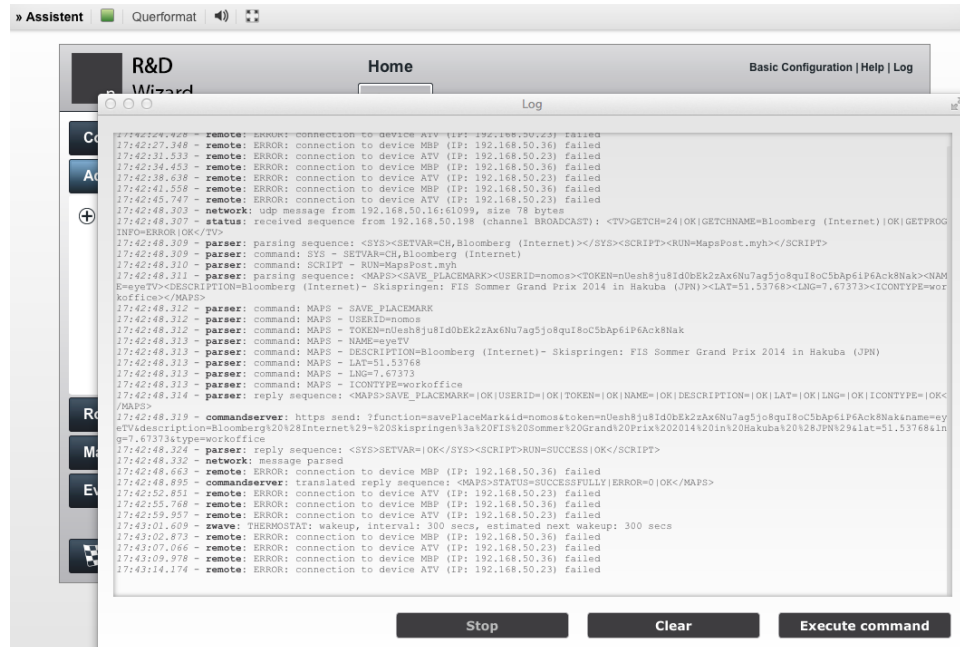 » Assistent Querformat
R&D
Wizard
Home
Basic Configuration | Help | Log
Log
17:42:24.428 - remote: ERROR: connection to device ATV (IP: 192.168.50.23) failed
17:42:27.348 - remote: ERROR: connection to device MBP (IP: 192.168.50.36) failed
17:42:31.533 - remote: ERROR: connection to device ATV (IP: 192.168.50.23) failed
17:42:34.453 - remote: ERROR: connection to device MBP (IP: 192.168.50.36) failed
17:42:38.638 - remote: ERROR: connection to device ATV (IP: 192.168.50.23) failed
17:42:41.558 - remote: ERROR: connection to device MBP (IP: 192.168.50.36) failed
17:42:45.747 - remote: ERROR: connection to device ATV (IP: 192.168.50.23) failed
17:42:48.303 - network: udp message from 192.168.50.16:61099, size 78 bytes
17:42:48.307 - status: received sequence from 192.168.50.198 (channel BROADCAST): <TV>GETCH=24|OK|GETCHNAME=Bloomberg (Internet)|OK|GETPROG
INFO=ERROR|OK</TV>
17:42:48.309 - parser: parsing sequence: <SYS><SETVAR=CH,Bloomberg (Internet)></SYS><SCRIPT><RUN=MapsPost.myh></SCRIPT>
17:42:48.309 - parser: command: SYS - SETVAR=CH,Bloomberg (Internet)
17:42:48.310 - parser: command: SCRIPT - RUN=MapsPost.myh
17:42:48.311 - parser: parsing sequence: <MAPS><SAVE_PLACEMARK><USERID=nomos><TOKEN=nUesh8ju8Id0bEk2zAx6Nu7ag5jo8quI8oC5bAp6iP6Ack8Nak><NAM
E=eyeTV><DESCRIPTION=Bloomberg (Internet)- Skispringen: FIS Sommer Grand Prix 2014 in Hakuba (JPN)><LAT=51.53768><LNG=7.67373><ICONTYPE=wor
koffice></MAPS>
17:42:48.312 - parser: command: MAPS - SAVE_PLACEMARK
17:42:48.312 - parser: command: MAPS - USERID=nomos
17:42:48.312 - parser: command: MAPS - TOKEN=nUesh8ju8Id0bEk2zAx6Nu7ag5jo8quI8oC5bAp6iP6Ack8Nak
17:42:48.313 - parser: command: MAPS - NAME=eyeTV
17:42:48.313 - parser: command: MAPS - DESCRIPTION=Bloomberg (Internet)- Skispringen: FIS Sommer Grand Prix 2014 in Hakuba (JPN)
17:42:48.313 - parser: command: MAPS - LAT=51.53768
17:42:48.313 - parser: command: MAPS - LNG=7.67373
17:42:48.313 - parser: command: MAPS - ICONTYPE=workoffice
17:42:48.314 - parser: reply sequence: <MAPS>SAVE_PLACEMARK=|OK|USERID=|OK|TOKEN=|OK|NAME=|OK|DESCRIPTION=|OK|LAT=|OK|LNG=|OK|ICONTYPE=|OK<
/MAPS>
17:42:48.319 - commandserver: https send: ?function=savePlaceMark&id=nomos&token=nUesh8ju8Id0bEk2zAx6Nu7ag5jo8quI8oC5bAp6iP6Ack8Nak&name=ey
eTV&description=Bloomberg%20%28Internet%29-%20Skispringen%3a%20FIS%20Sommer%20Grand%20Prix%202014%20in%20Hakuba%20%28JPN%29&lat=51.53768&ln
g=7.67373&type=workoffice
17:42:48.324 - parser: reply sequence: <SYS>SETVAR=|OK</SYS><SCRIPT>RUN=SUCCESS|OK</SCRIPT>
17:42:48.332 - network: message parsed
17:42:48.663 - remote: ERROR: connection to device MBP (IP: 192.168.50.36) failed
17:42:48.895 - commandserver: translated reply sequence: <MAPS>STATUS=SUCCESSFULLY|ERROR=0|OK</MAPS>
17:42:52.851 - remote: ERROR: connection to device ATV (IP: 192.168.50.23) failed
17:42:55.768 - remote: ERROR: connection to device MBP (IP: 192.168.50.36) failed
17:42:59.957 - remote: ERROR: connection to device ATV (IP: 192.168.50.23) failed
17:43:01.609 - zwave: THERMOSTAT: wakeup, interval: 300 secs, estimated next wakeup: 300 secs
17:43:02.873 - remote: ERROR: connection to device MBP (IP: 192.168.50.36) failed
17:43:07.066 - remote: ERROR: connection to device ATV (IP: 192.168.50.23) failed
17:43:09.978 - remote: ERROR: connection to device MBP (IP: 192.168.50.36) failed
17:43:14.174 - remote: ERROR: connection to device ATV (IP: 192.168.50.23) failed
Stop Clear Execute command